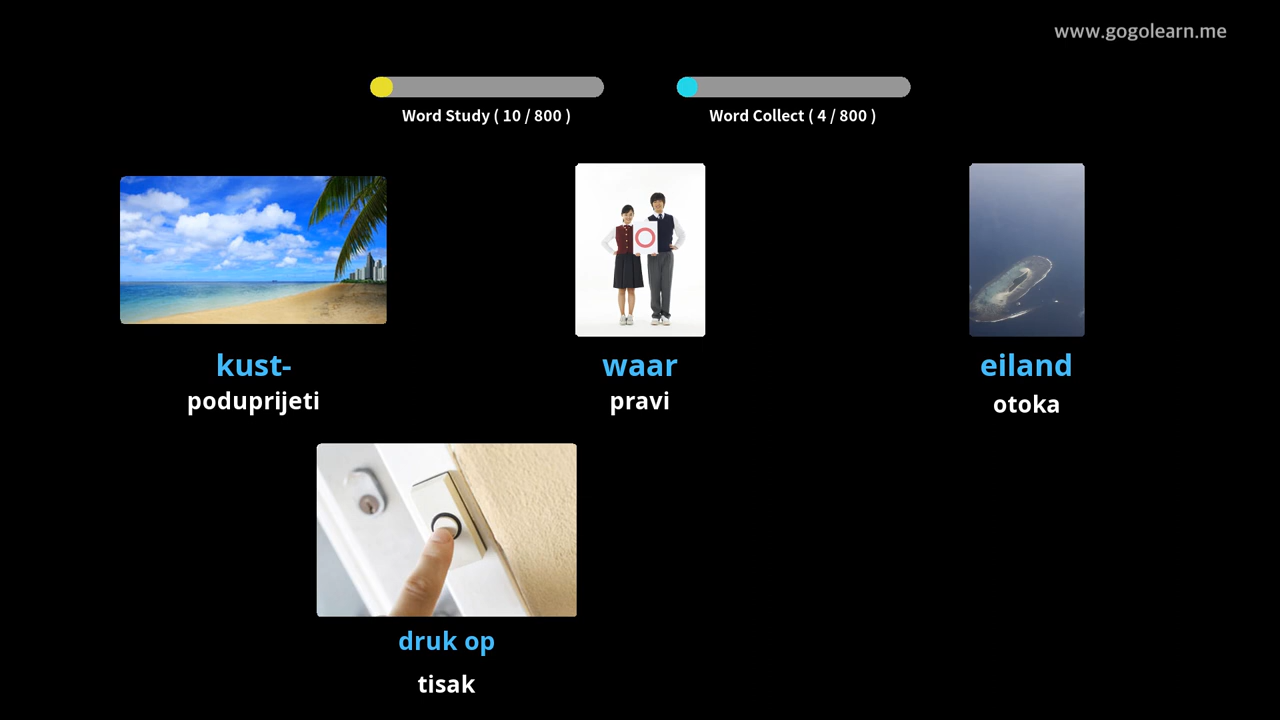 www.gogolearn.me
Word Study ( 10 / 800 )
Word Collect ( 4 / 800 )
kust-
poduprijeti
waar
pravi
eiland
otoka
druk op
tisak